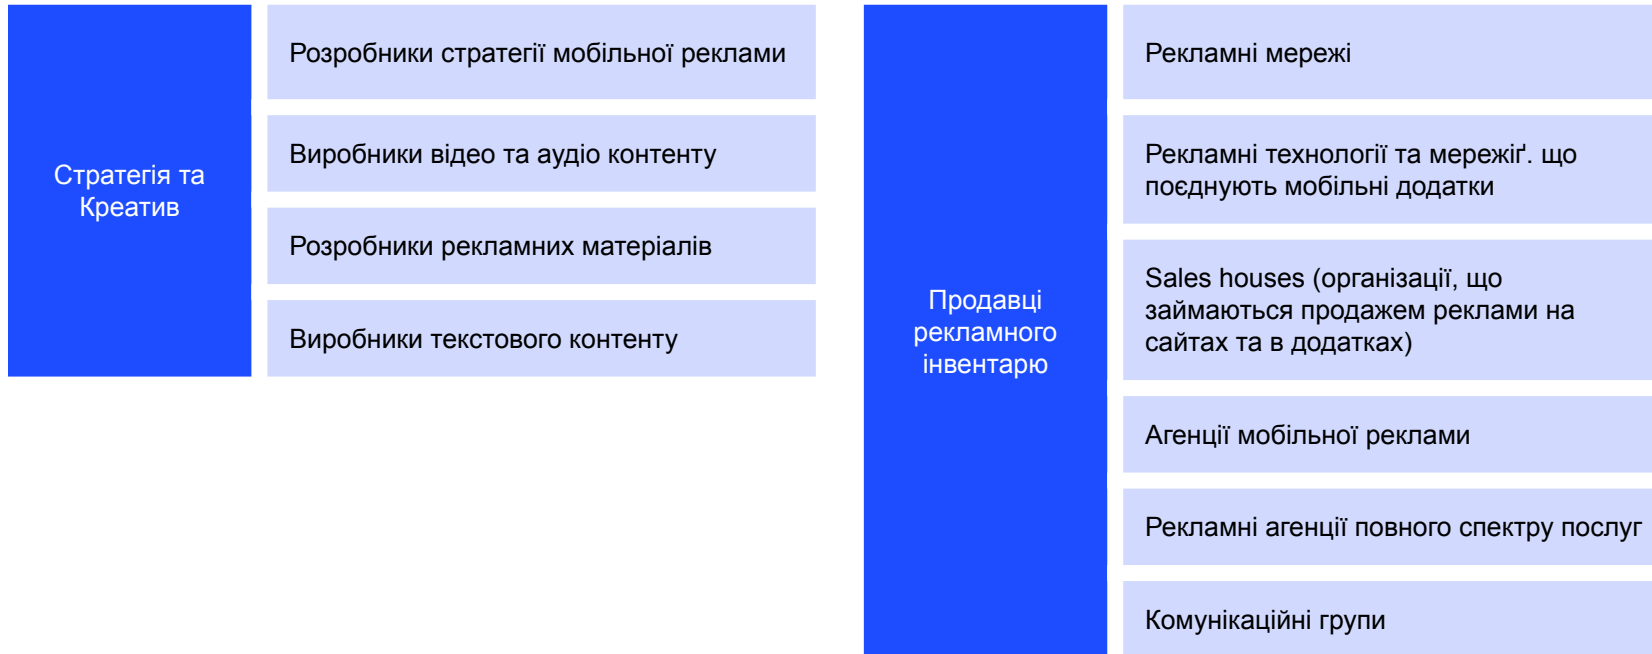 Стратегія та
Креатив
Розробники стратегії мобільної реклами
Виробники відео та аудіо контенту
Розробники рекламних матеріалів
Виробники текстового контенту
Продавці
рекламного
інвентарю
Рекламні мережі
Рекламні технології та мережіґ. що
поєднують мобільні додатки
Sales houses (організації, що
займаються продажем реклами на
сайтах та в додатках)
Агенції мобільної реклами
Рекламні агенції повного спектру послуг
Комунікаційні групи